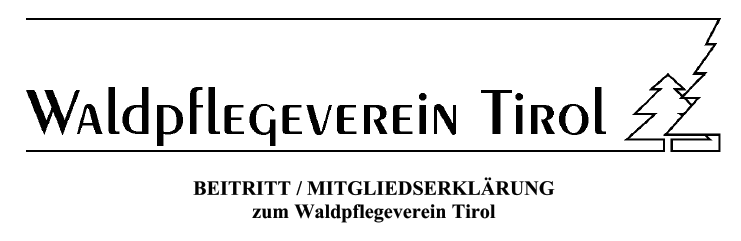 Waldpflegeverein Tirol
BEITRITT / MITGLIEDSERKLÄRUNG
zum Waldpflegeverein Tirol